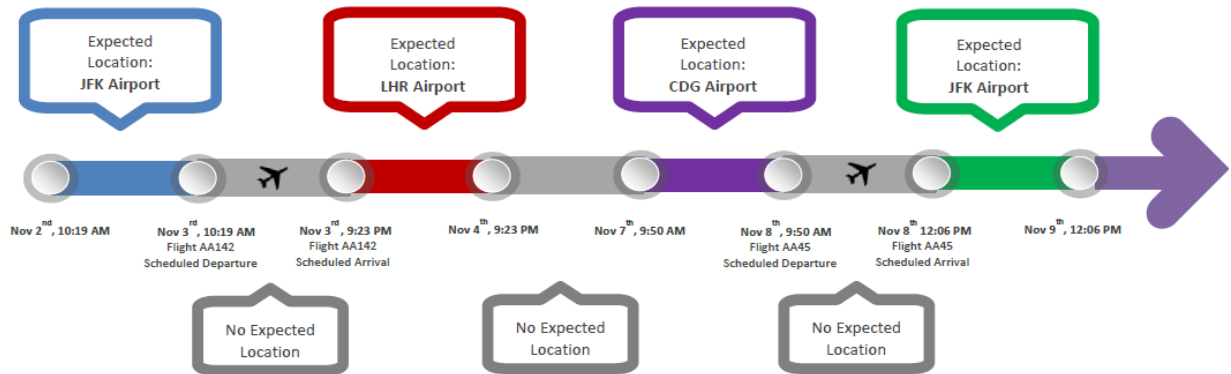 Expected
Location:
JFK Airport
Expected
Location:
LHR Airport
Expected
Location:
CDG Airport
Expected
Location:
JFK Airport
Nov 2nd, 10:19 AM
Nov 3rd, 10:19 AM
Flight AA142
Scheduled Departure
Nov 3rd, 9:23 PM
Flight AA142
Scheduled Arrival
Nov 4th, 9:23 PM
Nov 7th, 9:50 AM
Nov 8th, 9:50 AM
Flight AA45
Scheduled Departure
Nov 8th 12:06 PM
Flight AA45
Scheduled Arrival
Nov 9th, 12:06 PM
No Expected
Location
No Expected
Location
No Expected
Location